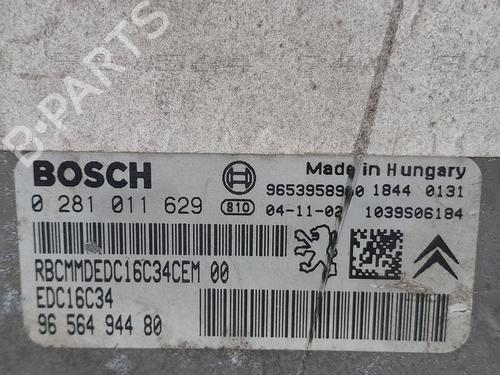 B-PARTS
BOSCH
Made in Hungary
9653958980 1844 0131
0 281 011 629 810 04-11-02 1039S06184
RBCMMDEDC16C34CEM 00
EDC16C34
96 564 944 80